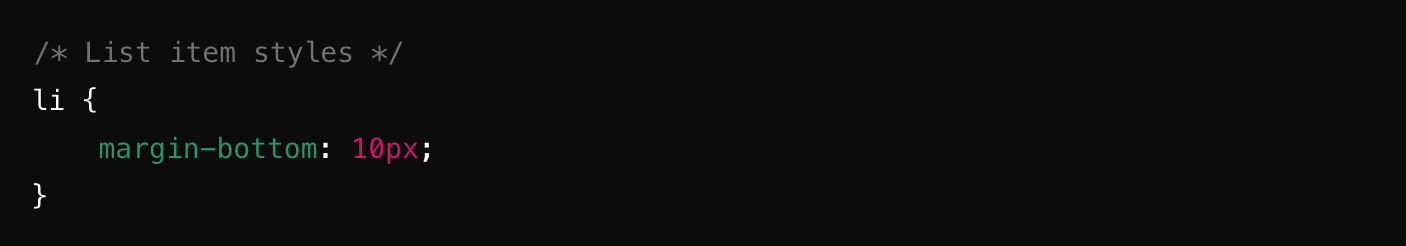 /* List item styles */
li {
    margin-bottom: 10px;
}